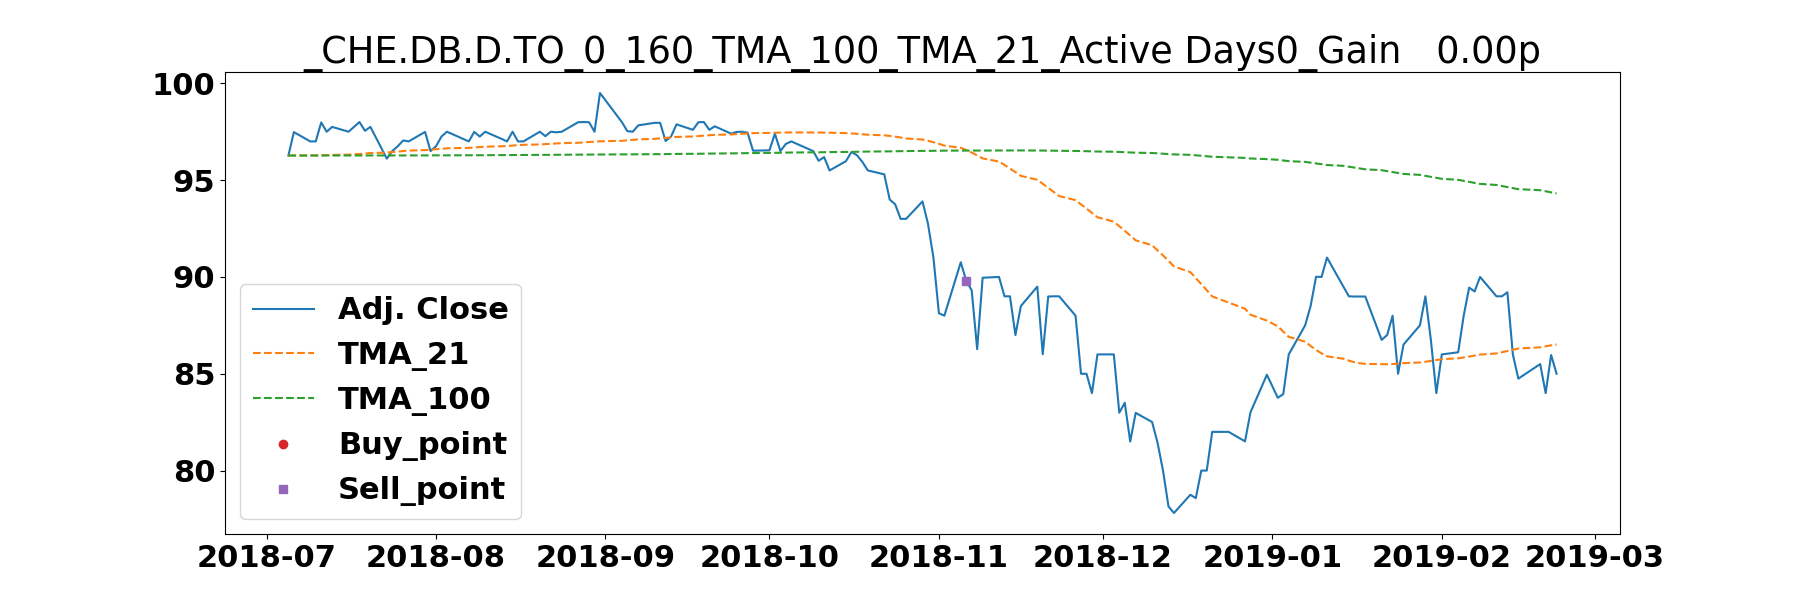 _CHE.DB.D.TO_0_160_TMA_100_TMA_21_Active Days0_Gain   0.00p
100
95
90
85
80
Adj. Close
TMA_21
TMA_100
Buy_point
Sell_point
2018-07 2018-08 2018-09 2018-10 2018-11 2018-12 2019-01 2019-02 2019-03